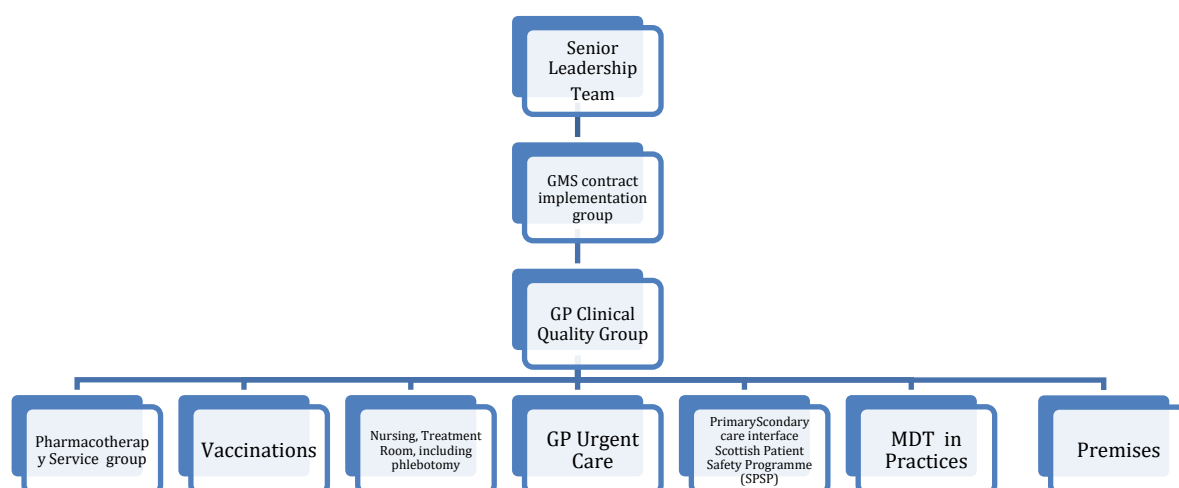 Senior
Leadership
Team
GMS contract
implementation
group
GP Clinical
Quality Group
Pharmacotherap
y Service group
Vaccinations
Nursing, Treatment
Room, including
phlebotomy
GP Urgent
Care
PrimaryScondary
care interface
Scottish Patient
Safety Programme
(SPSP)
MDT in
Practices
Premises